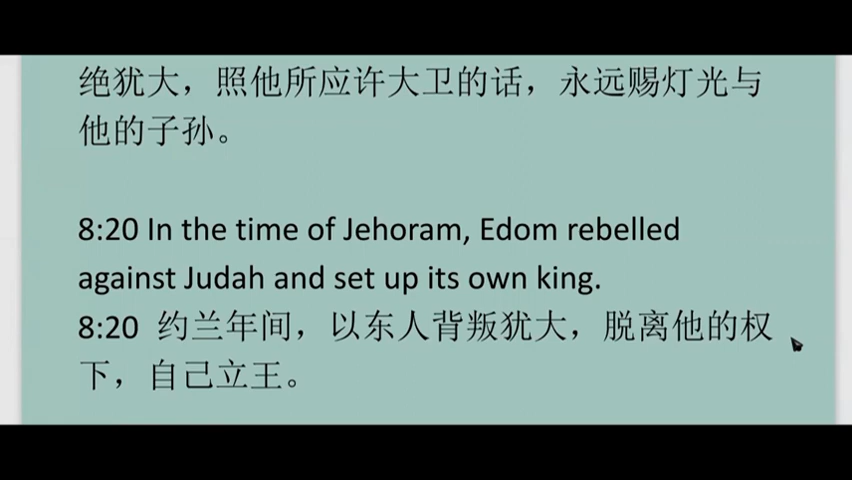 绝犹大，照他所应许大卫的话，永远赐灯光与
他的子孙。
8:20 In the time of Jehoram, Edom rebelled
against Judah and set up its own king.
8:20 约兰年间，以东人背叛犹大，脱离他的权
下，自己立王。